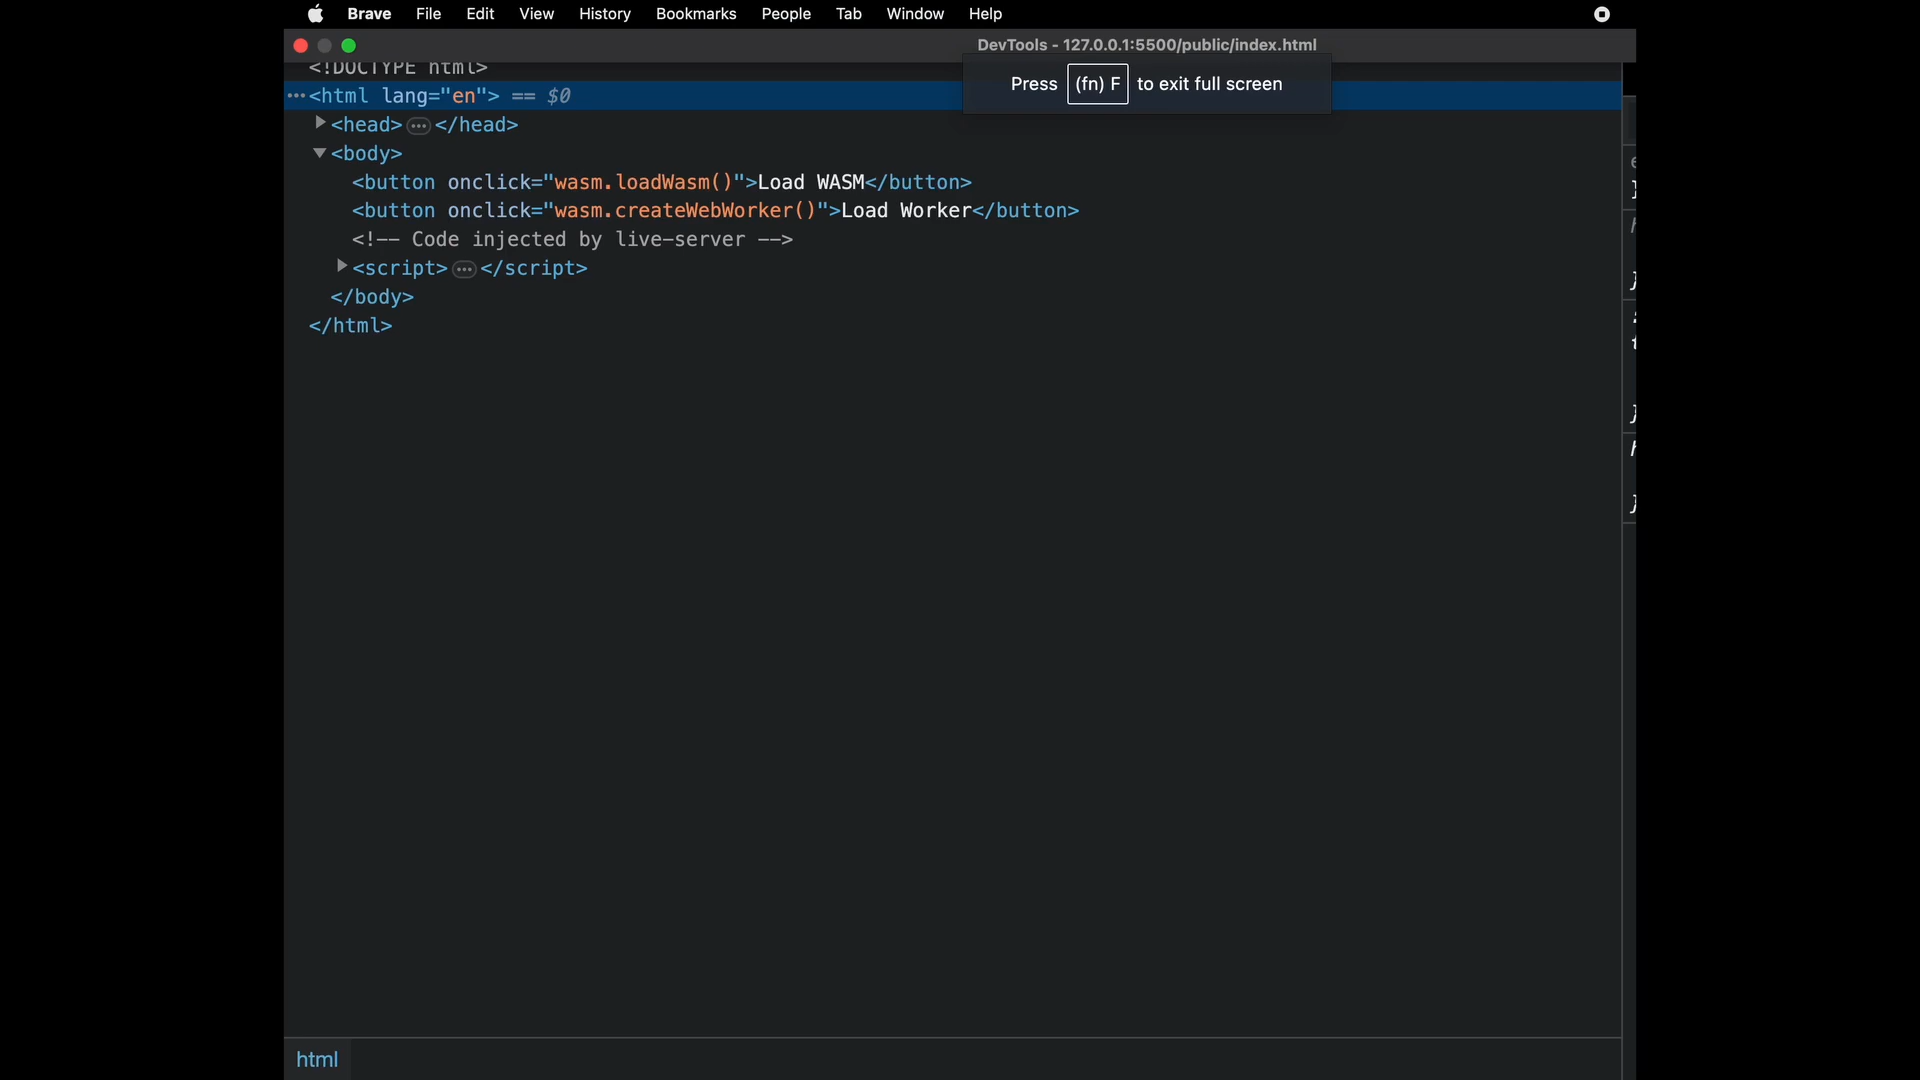 Brave File Edit View History Bookmarks People Tab Window Help
DevTools - 127.0.0.1:5500/public/index.html
Press (fn) F to exit full screen
<!DOCTYPE html>
<html lang="en"> == $0
<head>…</head>
<body>
<button onclick="wasm.loadWasm()">Load WASM</button>
<button onclick="wasm.createWebWorker()">Load Worker</button>
<!-- Code injected by live-server -->
<script>…</script>
</body>
</html>
html